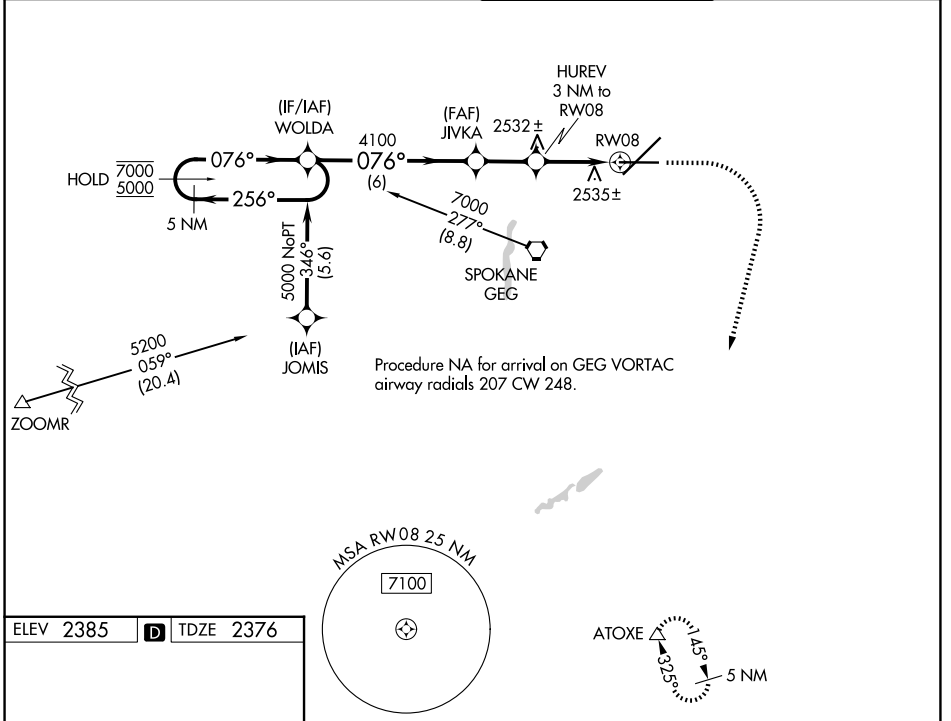 HUREV
3 NM to
RW08
(IF/IAF)
WOLDA
(FAF)
JIVKA
2532±
4100
RW08
HOLD 7000
5000
076°
076°
(6)
2535±
256°
5 NM
7000
277°
(8.8)
5000 NoPT
346°
(5.6)
SPOKANE
GEG
5200
059°
(20.4)
(IAF)
JOMIS
Procedure NA for arrival on GEG VORTAC
airway radials 207 CW 248.
ZOOMR
MSA RW08 25 NM
7100
ELEV 2385 D TDZE 2376
ATOXE
145°
325°
5 NM